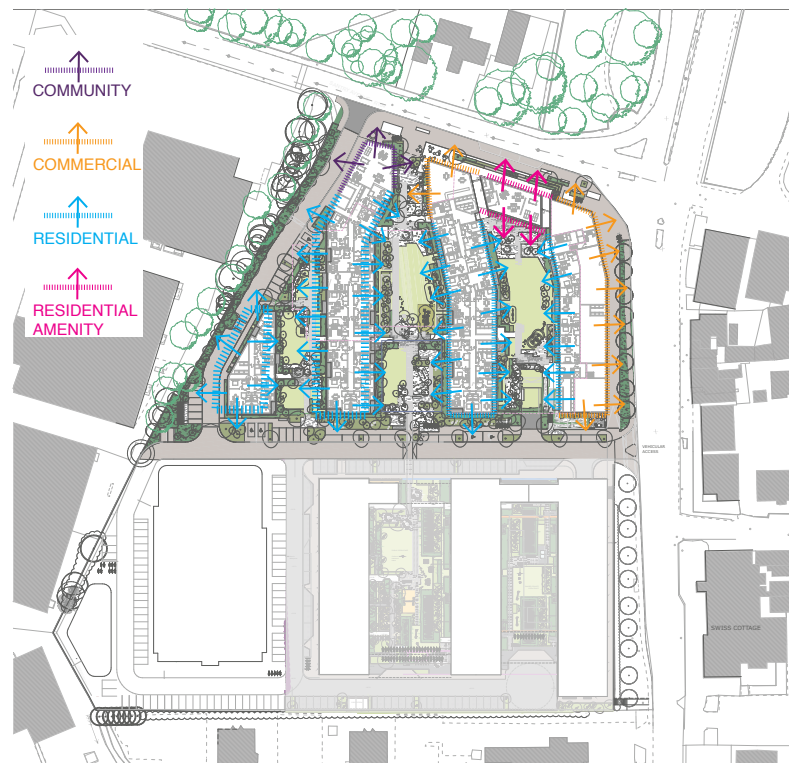 COMMUNITY
COMMERCIAL
RESIDENTIAL
RESIDENTIAL
AMENITY
VEHICULAR
ACCESS
SWISS COTTAGE